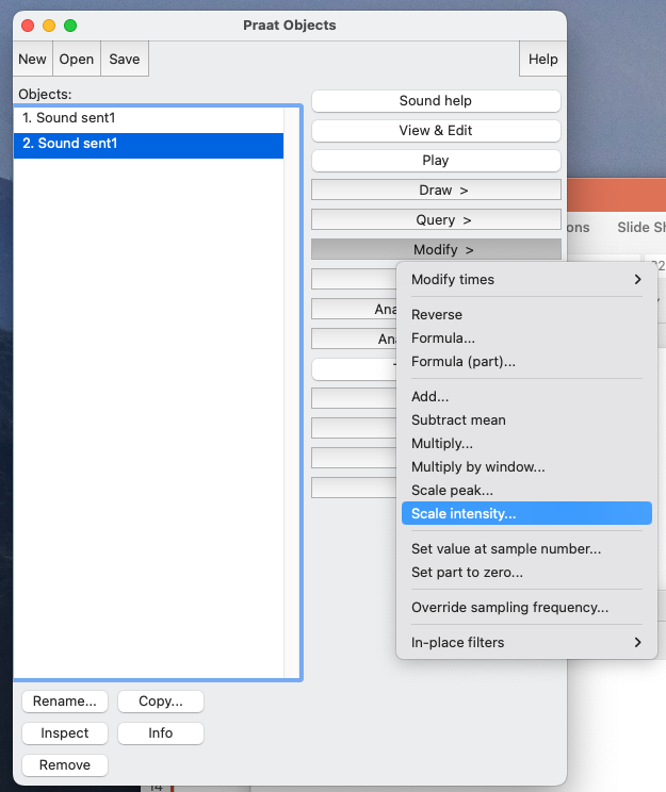 Praat Objects
New Open Save Help
Objects:
1. Sound sent1
2. Sound sent1
Sound help
View & Edit
Play
Draw >
Query >
Modify >
Modify times
Reverse
Formula...
Formula (part)...
Add...
Subtract mean
Multiply...
Multiply by window...
Scale peak...
Scale intensity...
Set value at sample number...
Set part to zero...
Override sampling frequency...
In-place filters
Rename... Copy...
Inspect Info
Remove
ons Slide Sh
14